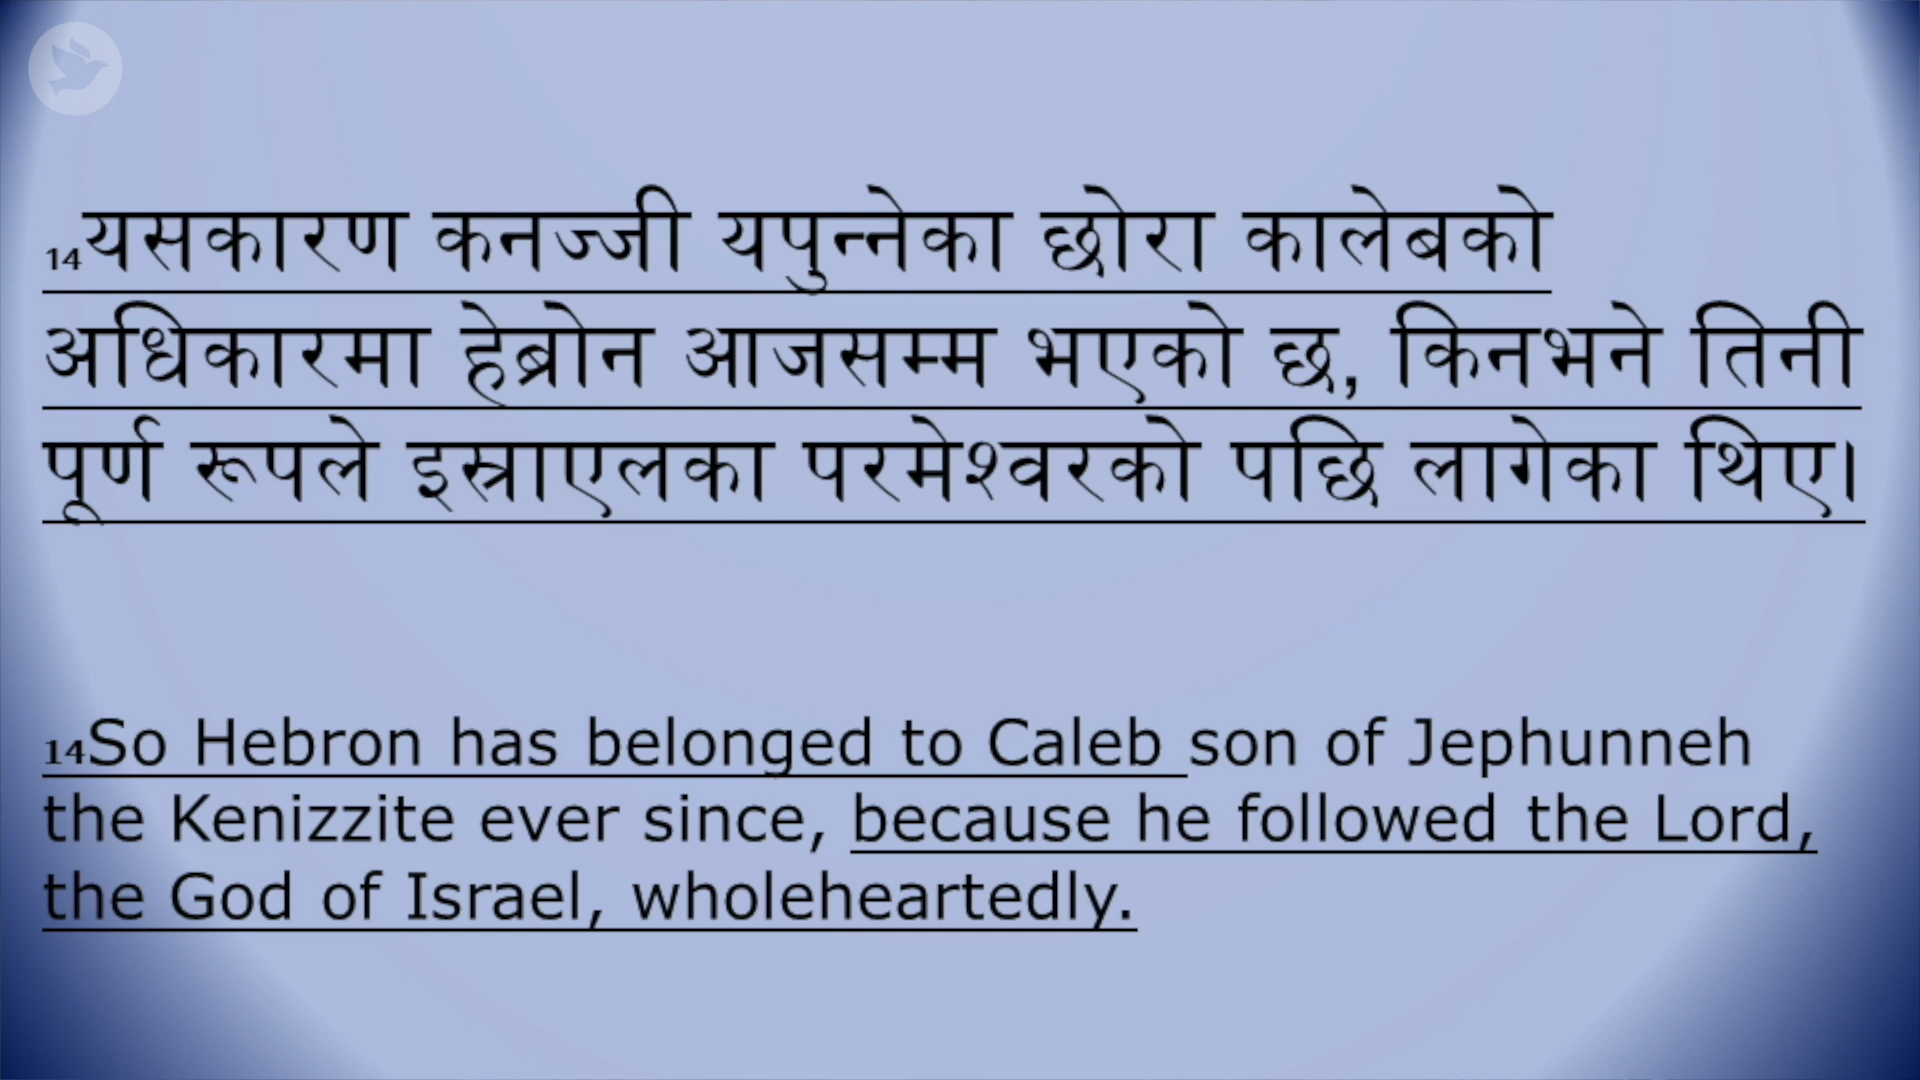 14यसकारण कनज्जी यपुन्नेका छोरा कालेबको
अधिकारमा हेब्रोन आजसम्म भएको छ, किनभने तिनी
पूर्ण रूपले इस्राएलका परमेश्वरको पछि लागेका थिए।
14So Hebron has belonged to Caleb son of Jephunneh
the Kenizzite ever since, because he followed the Lord,
the God of Israel, wholeheartedly.